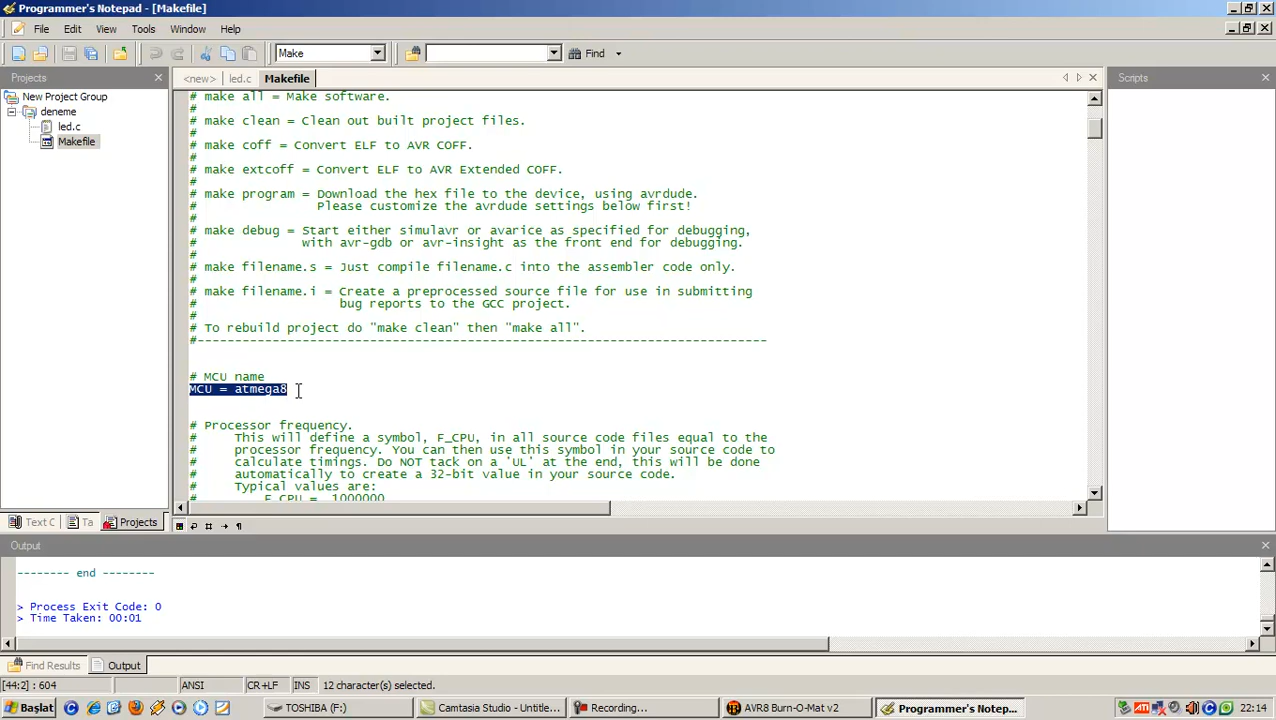 Programmer's Notepad - [Makefile]
File Edit View Tools Window Help
Make Find
Projects
New Project Group
deneme
led.c
Makefile
Text C Ta Projects
<new> led.c Makefile
Scripts
# make all = Make software.
#
# make clean = Clean out built project files.
#
# make coff = Convert ELF to AVR COFF.
#
# make extcoff = Convert ELF to AVR Extended COFF.
#
# make program = Download the hex file to the device, using avrdude.
# Please customize the avrdude settings below first!
#
# make debug = Start either simulavr or avarice as specified for debugging,
# with avr-gdb or avr-insight as the front end for debugging.
#
# make filename.s = Just compile filename.c into the assembler code only.
#
# make filename.i = Create a preprocessed source file for use in submitting
# bug reports to the GCC project.
#
# To rebuild project do "make clean" then "make all".
#----------------------------------------------------------------------------
# MCU name
MCU = atmega8
# Processor frequency.
# This will define a symbol, F_CPU, in all source code files equal to the
# processor frequency. You can then use this symbol in your source code to
# calculate timings. Do NOT tack on a 'UL' at the end, this will be done
# automatically to create a 32-bit value in your source code.
# Typical values are:
# F_CPU = 1000000
Output
-------- end --------
> Process Exit Code: 0
> Time Taken: 00:01
Find Results Output
[44:2] : 604 ANSI CR+LF INS 12 character(s) selected.
Başlat TOSHIBA (F:) Camtasia Studio - Untitle... Recording... AVR8 Burn-O-Mat v2 Programmer's Notep... 22:14